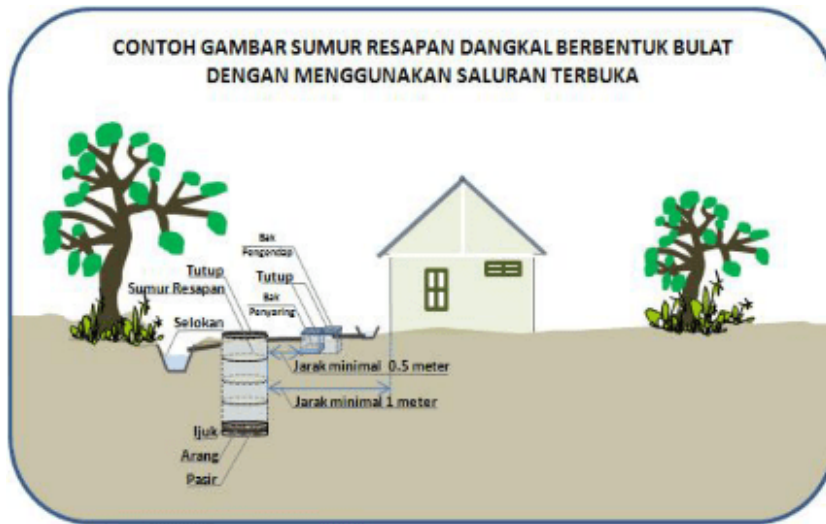 CONTOH GAMBAR SUMUR RESAPAN DANGKAL BERBENTUK BULAT
DENGAN MENGGUNAKAN SALURAN TERBUKA
Bak
Pengendap
Tutup
Tutup
Sumur Resapan
Bak
Penyaring
Selokan
Jarak minimal 0.5 meter
Jarak minimal 1 meter
Ijuk
Arang
Pasir